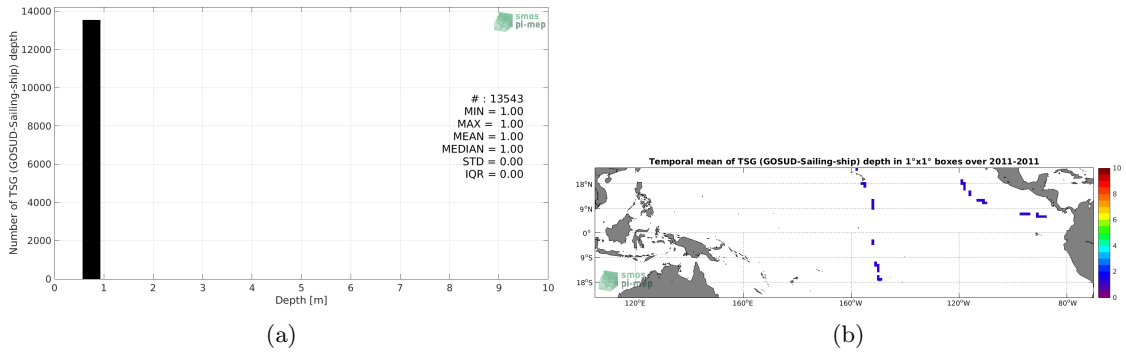 14000
12000
10000
8000
6000
4000
2000
0
Number of TSG (GOSUD-Sailing-ship) depth
smos
pi-mep
# : 13543
MIN = 1.00
MAX = 1.00
MEAN = 1.00
MEDIAN = 1.00
STD = 0.00
IQR = 0.00
0 1 2 3 4 5 6 7 8 9 10
Depth [m]
(a)
Temporal mean of TSG (GOSUD-Sailing-ship) depth in 1°x1° boxes over 2011-2011
18°N
9°N
0°
9°S
18°S
smos
pi-mep
120°E 160°E 160°W 120°W 80°W
10
8
6
4
2
0
(b)